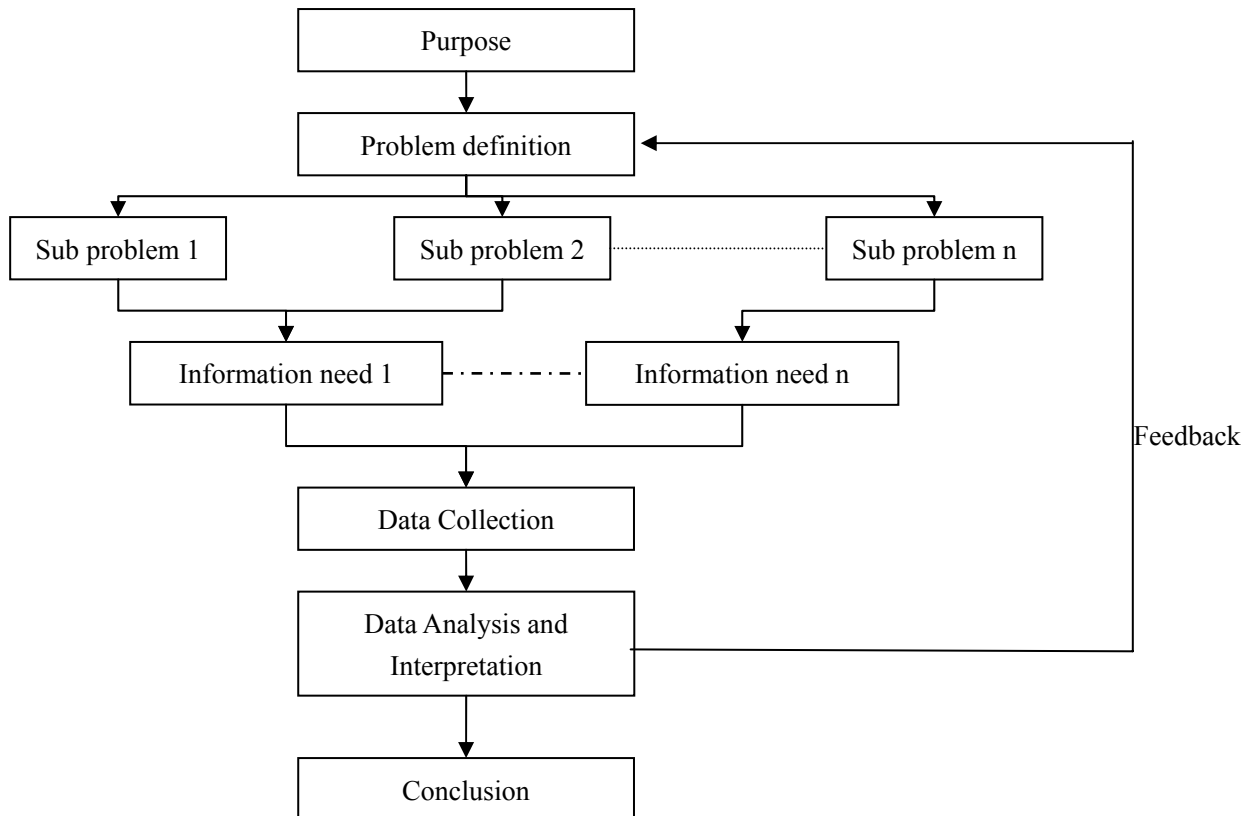 Purpose
Problem definition
Sub problem 1
Sub problem 2
Sub problem n
Information need 1
Information need n
Feedback
Data Collection
Data Analysis and
Interpretation
Conclusion